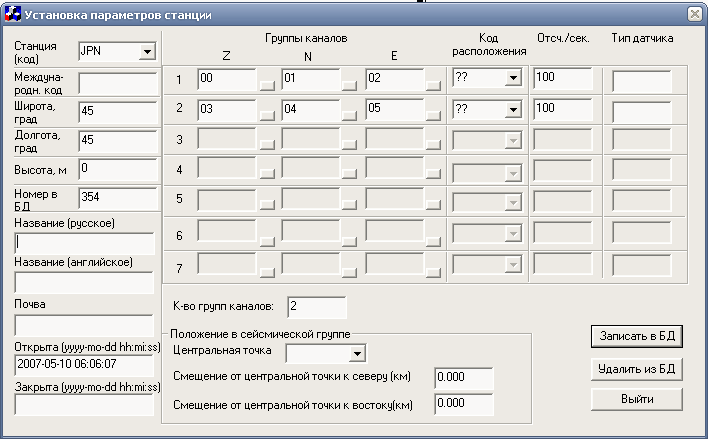 Установка параметров станции
Станция
(код)
JPN
Междуна-
родн. код
Широта,
град
45
Долгота,
град
45
Высота, м
0
Номер в
БД
354
Название (русское)
Название (английское)
Почва
Открыта (yyyy-mo-dd hh:mi:ss)
2007-05-10 06:06:07
Закрыта (yyyy-mo-dd hh:mi:ss)
Группы каналов
Z N E
Код
расположения
Отсч./сек.
Тип датчика
1 00 01 02 ?? 100
2 03 04 05 ?? 100
3
4
5
6
7
К-во групп каналов: 2
Положение в сейсмической группе
Центральная точка
Смещение от центральной точки к северу (км) 0.000
Смещение от центральной точки к востоку(км) 0.000
Записать в БД
Удалить из БД
Выйти